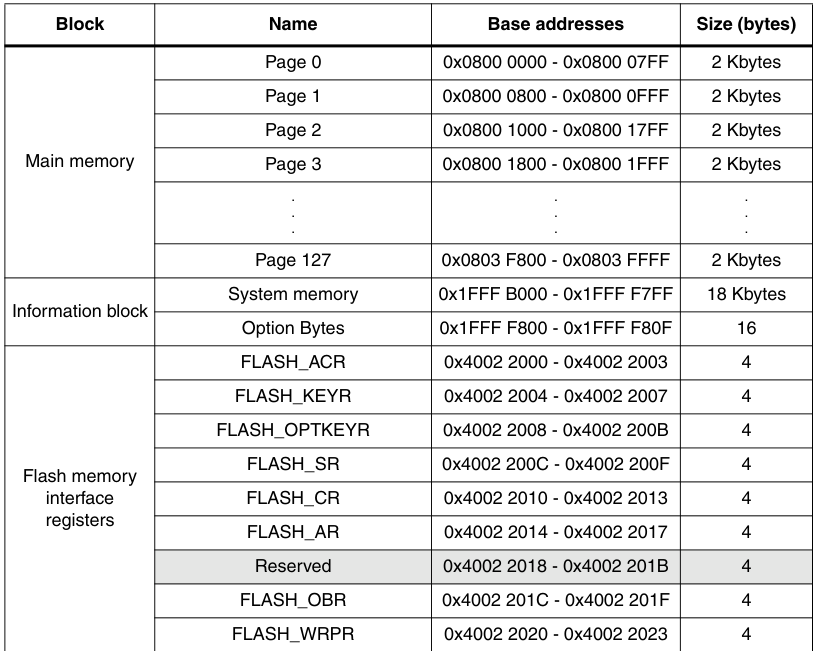 Block Name Base addresses Size (bytes)
Page 0 0x0800 0000 - 0x0800 07FF 2 Kbytes
Page 1 0x0800 0800 - 0x0800 0FFF 2 Kbytes
Page 2 0x0800 1000 - 0x0800 17FF 2 Kbytes
Main memory Page 3 0x0800 1800 - 0x0800 1FFF 2 Kbytes
. . .
. . .
. . .
Page 127 0x0803 F800 - 0x0803 FFFF 2 Kbytes
Information block System memory 0x1FFF B000 - 0x1FFF F7FF 18 Kbytes
Option Bytes 0x1FFF F800 - 0x1FFF F80F 16
FLASH_ACR 0x4002 2000 - 0x4002 2003 4
FLASH_KEYR 0x4002 2004 - 0x4002 2007 4
FLASH_OPTKEYR 0x4002 2008 - 0x4002 200B 4
Flash memory FLASH_SR 0x4002 200C - 0x4002 200F 4
interface FLASH_CR 0x4002 2010 - 0x4002 2013 4
registers FLASH_AR 0x4002 2014 - 0x4002 2017 4
Reserved 0x4002 2018 - 0x4002 201B 4
FLASH_OBR 0x4002 201C - 0x4002 201F 4
FLASH_WRPR 0x4002 2020 - 0x4002 2023 4